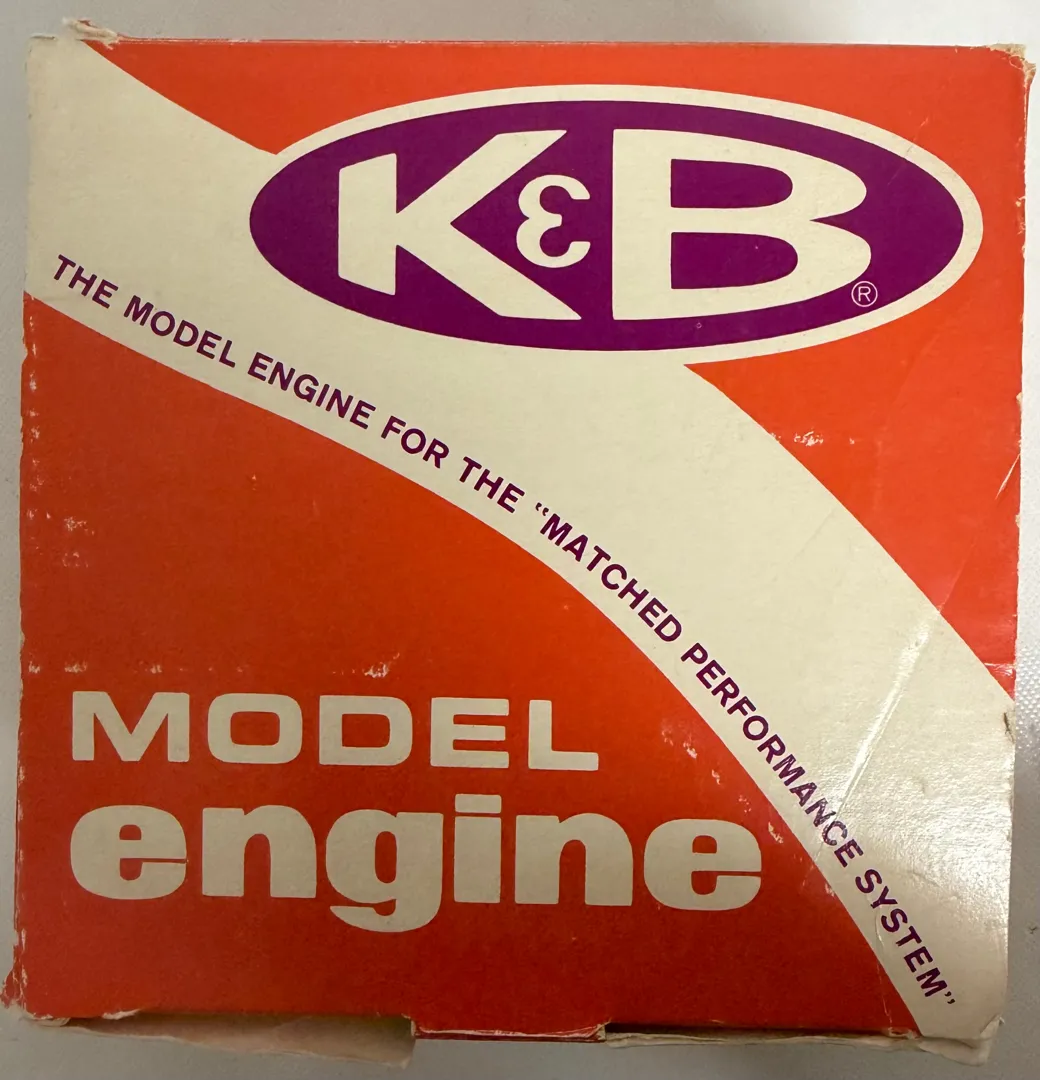 K&B®
THE MODEL ENGINE FOR THE “MATCHED PERFORMANCE SYSTEM”
MODEL
engine